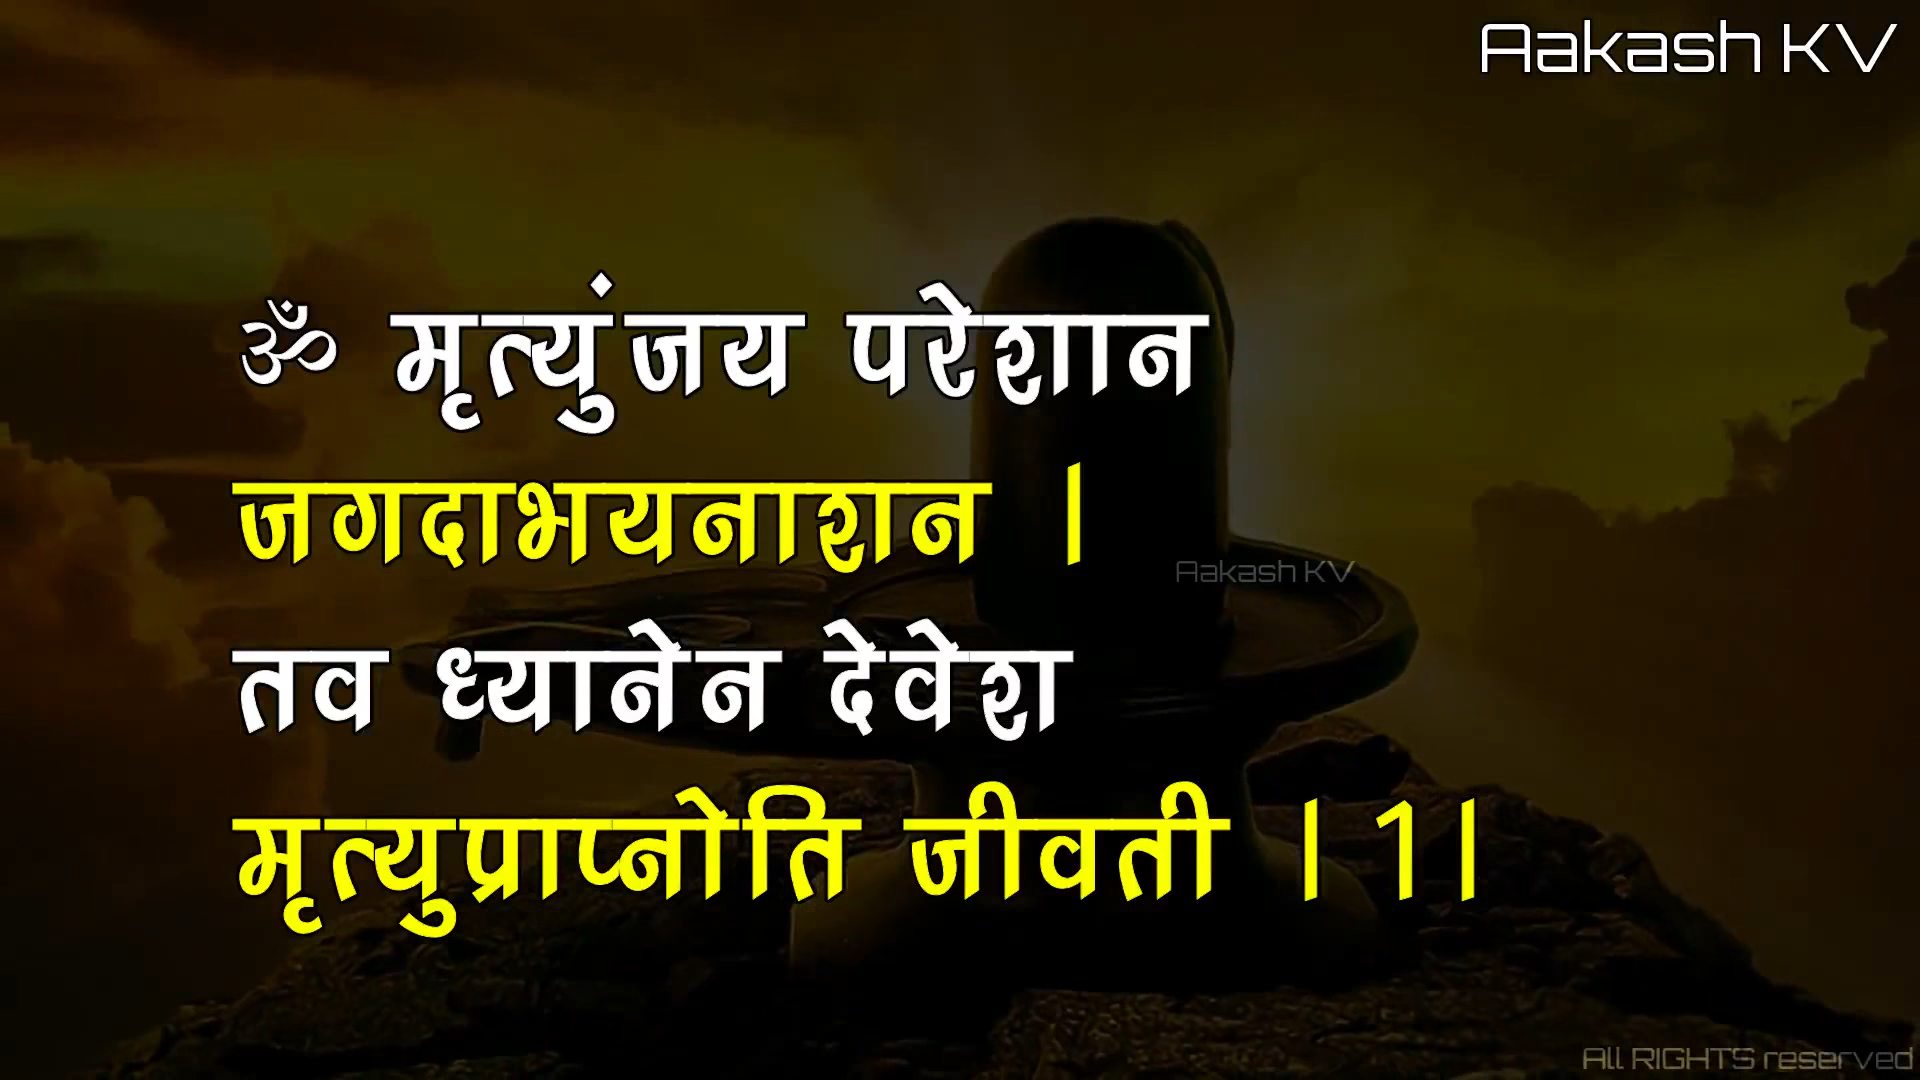 Aakash KV
ॐ मृत्युंजय परेशान
जगदाभयनाशन ।
तव ध्यानेन देवेश
मृत्युप्राप्नोति जीवती । 1।
Aakash KV
All RIGHTS reserved